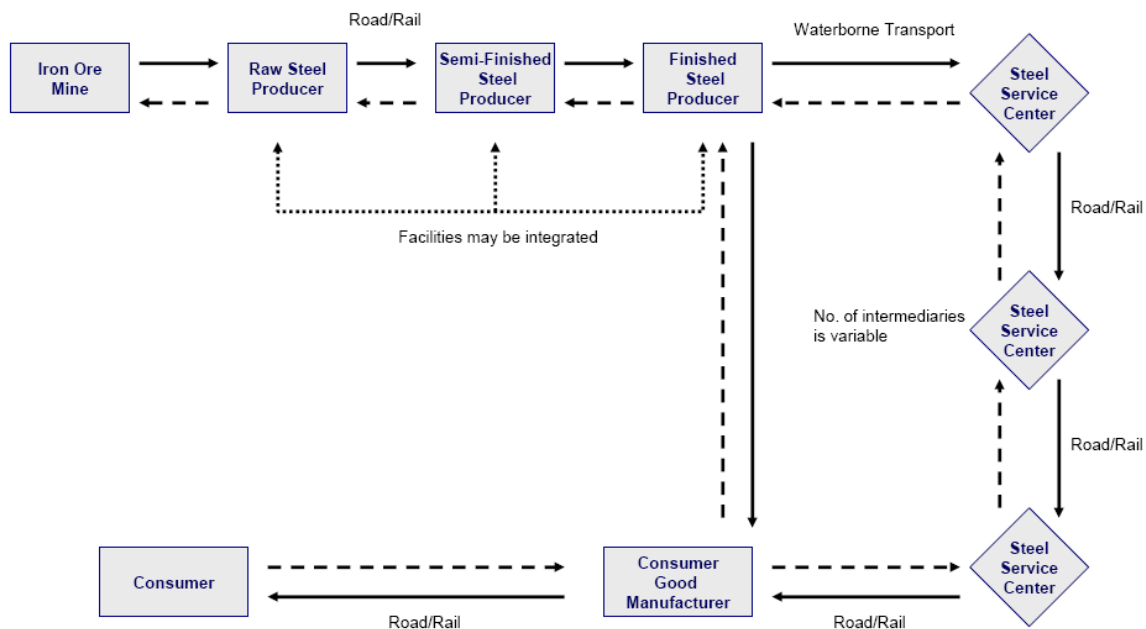 Road/Rail
Waterborne Transport
Iron Ore
Mine
Raw Steel
Producer
Semi-Finished
Steel
Producer
Finished
Steel
Producer
Steel
Service
Center
Facilities may be integrated
Road/Rail
No. of intermediaries
is variable
Steel
Service
Center
Road/Rail
Consumer
Consumer
Good
Manufacturer
Steel
Service
Center
Road/Rail
Road/Rail